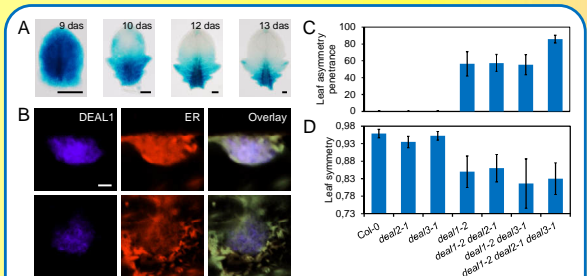 A
9 das
10 das
12 das
13 das
B
DEAL1
ER
Overlay
C
Leaf asymmetry
penetrance
100
80
60
40
20
0
D
Leaf symmetry
0,98
0,93
0,88
0,83
0,78
0,73
Col-0
deal2-1
deal3-1
deal1-2
deal1-2 deal2-1
deal1-2 deal3-1
deal1-2 deal2-1 deal3-1